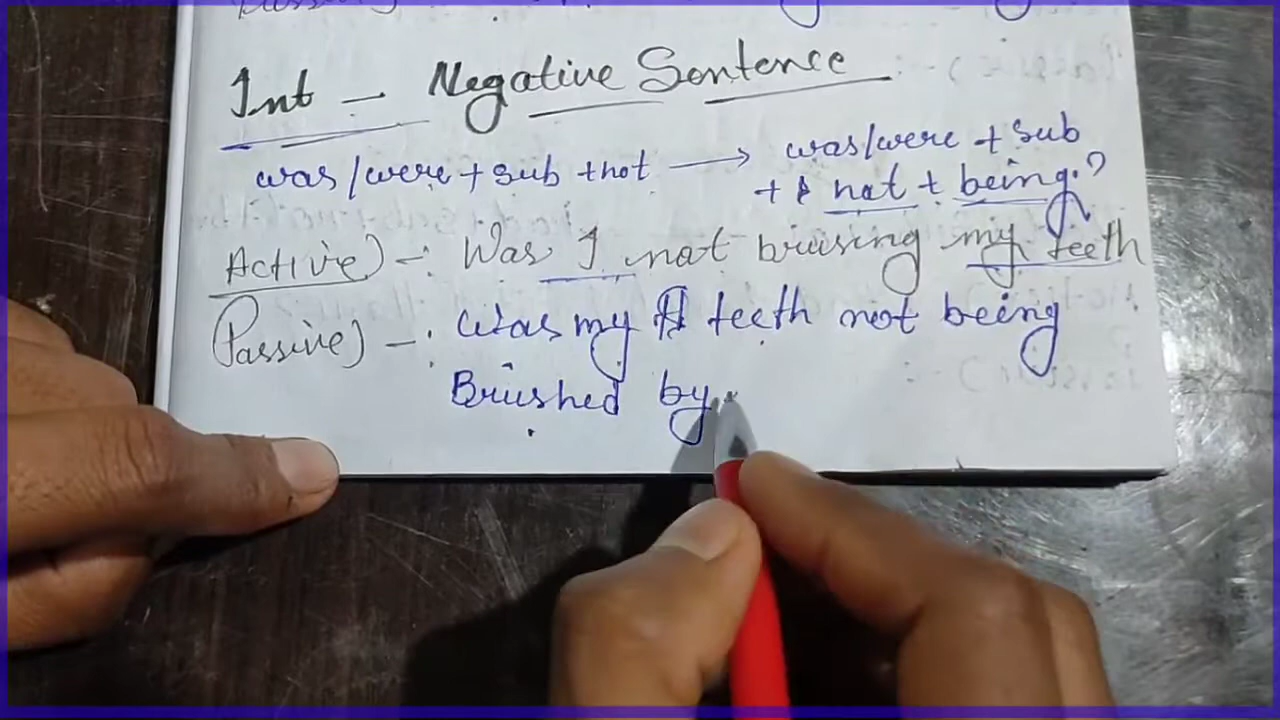 Int - Negative Sentence
was/were + sub + not → was/were + sub
+ not + being.?
Active) -: Was I not bruising my teeth
(Passive) -: Was my teeth not being
Brushed by